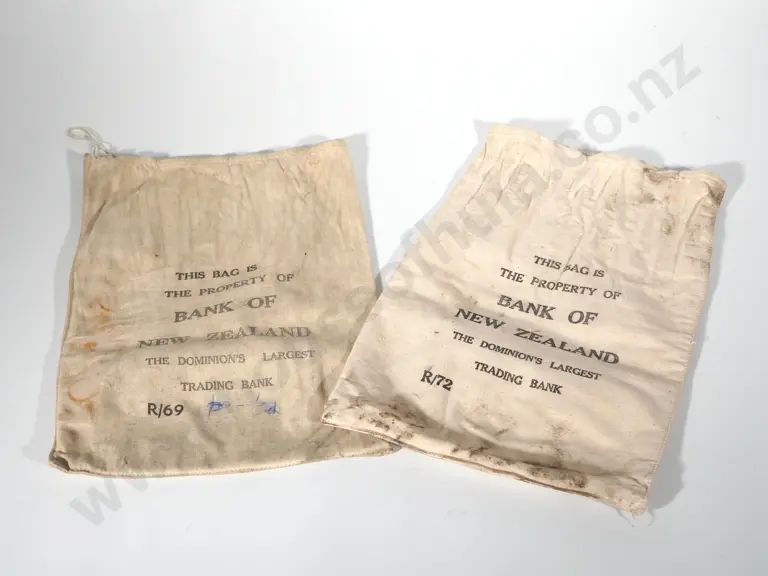 THIS BAG IS
THE PROPERTY OF
BANK OF
NEW ZEALAND
THE DOMINION'S LARGEST
TRADING BANK
R/69
THIS BAG IS
THE PROPERTY OF
BANK OF
NEW ZEALAND
THE DOMINION'S LARGEST
TRADING BANK
R/72